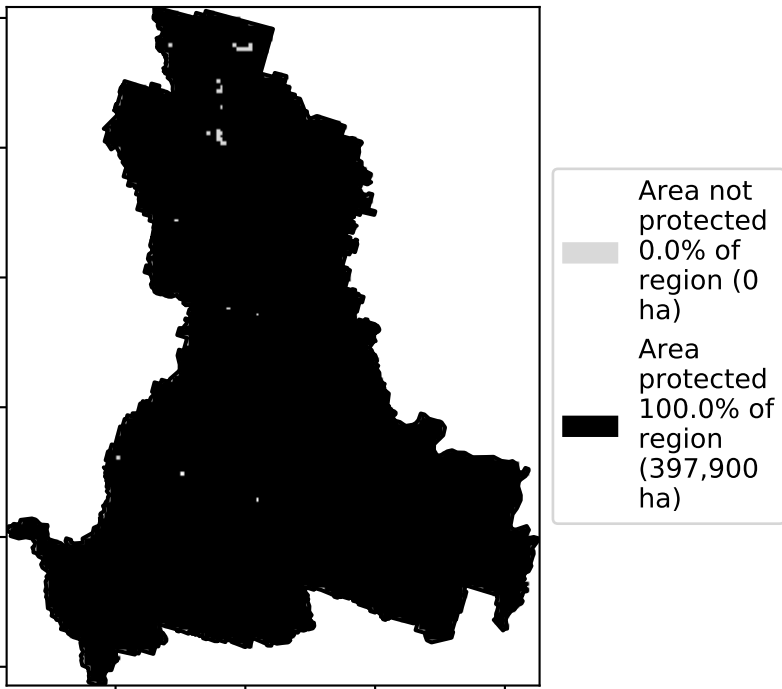 Area not
protected
0.0% of
region (0
ha)
Area
protected
100.0% of
region
(397,900
ha)